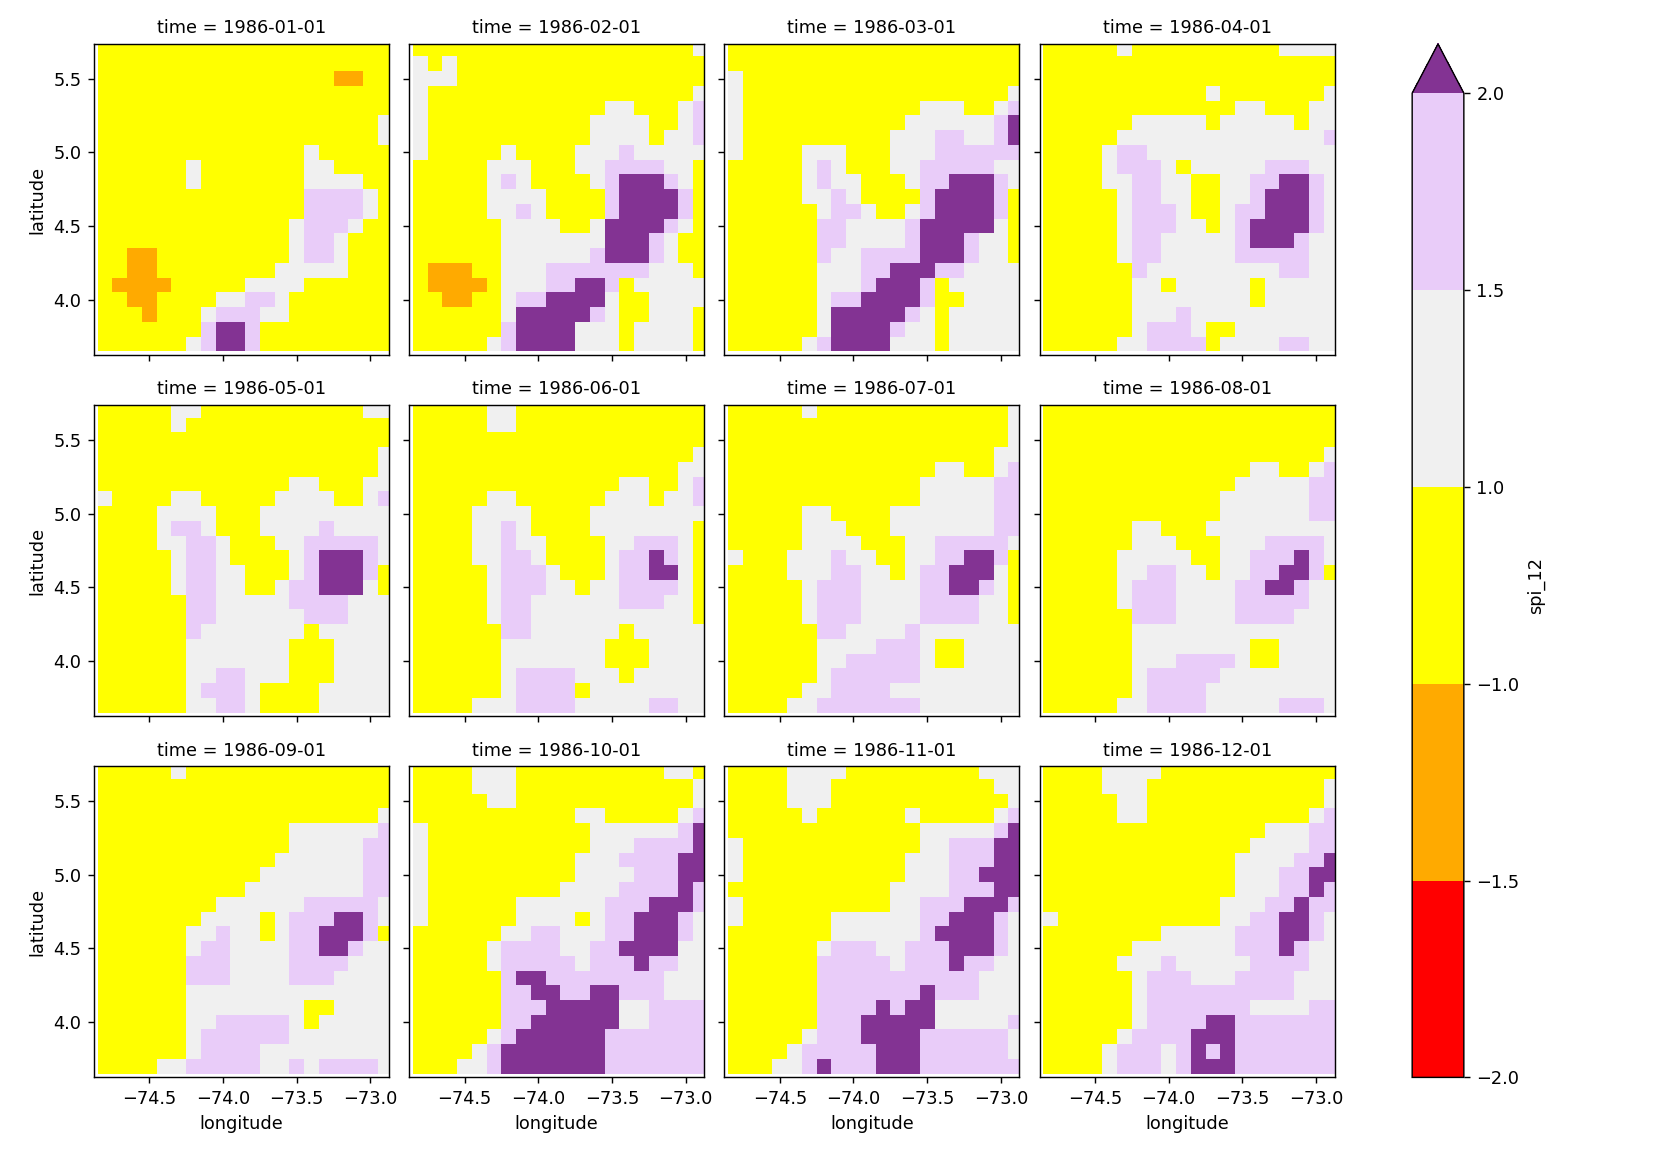 time = 1986-01-01
time = 1986-02-01
time = 1986-03-01
time = 1986-04-01
latitude
5.5
5.0
4.5
4.0
time = 1986-05-01
time = 1986-06-01
time = 1986-07-01
time = 1986-08-01
latitude
5.5
5.0
4.5
4.0
time = 1986-09-01
time = 1986-10-01
time = 1986-11-01
time = 1986-12-01
latitude
5.5
5.0
4.5
4.0
−74.5 −74.0 −73.5 −73.0
longitude
−74.5 −74.0 −73.5 −73.0
longitude
−74.5 −74.0 −73.5 −73.0
longitude
−74.5 −74.0 −73.5 −73.0
longitude
2.0
1.5
1.0
−1.0
−1.5
−2.0
spi_12